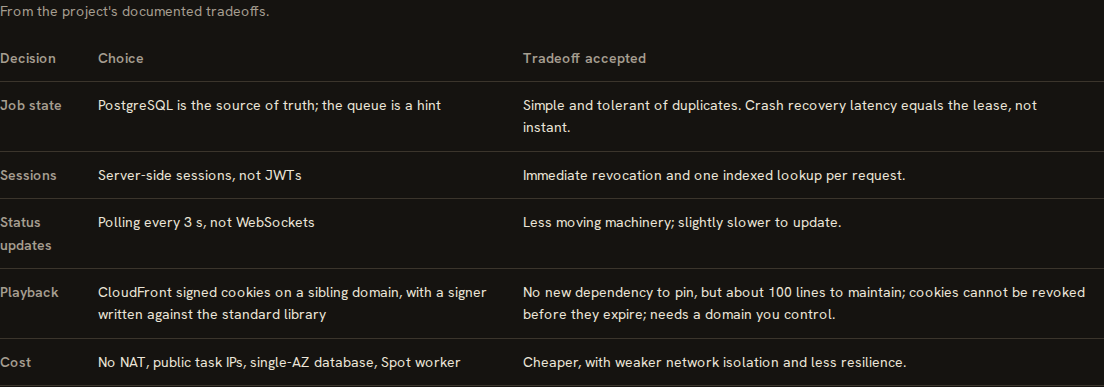 From the project's documented tradeoffs.
Decision Choice Tradeoff accepted
Job state PostgreSQL is the source of truth; the queue is a hint Simple and tolerant of duplicates. Crash recovery latency equals the lease, not
instant.
Sessions Server-side sessions, not JWTs Immediate revocation and one indexed lookup per request.
Status Polling every 3 s, not WebSockets Less moving machinery; slightly slower to update.
updates
Playback CloudFront signed cookies on a sibling domain, with a signer No new dependency to pin, but about 100 lines to maintain; cookies cannot be revoked
written against the standard library before they expire; needs a domain you control.
Cost No NAT, public task IPs, single-AZ database, Spot worker Cheaper, with weaker network isolation and less resilience.